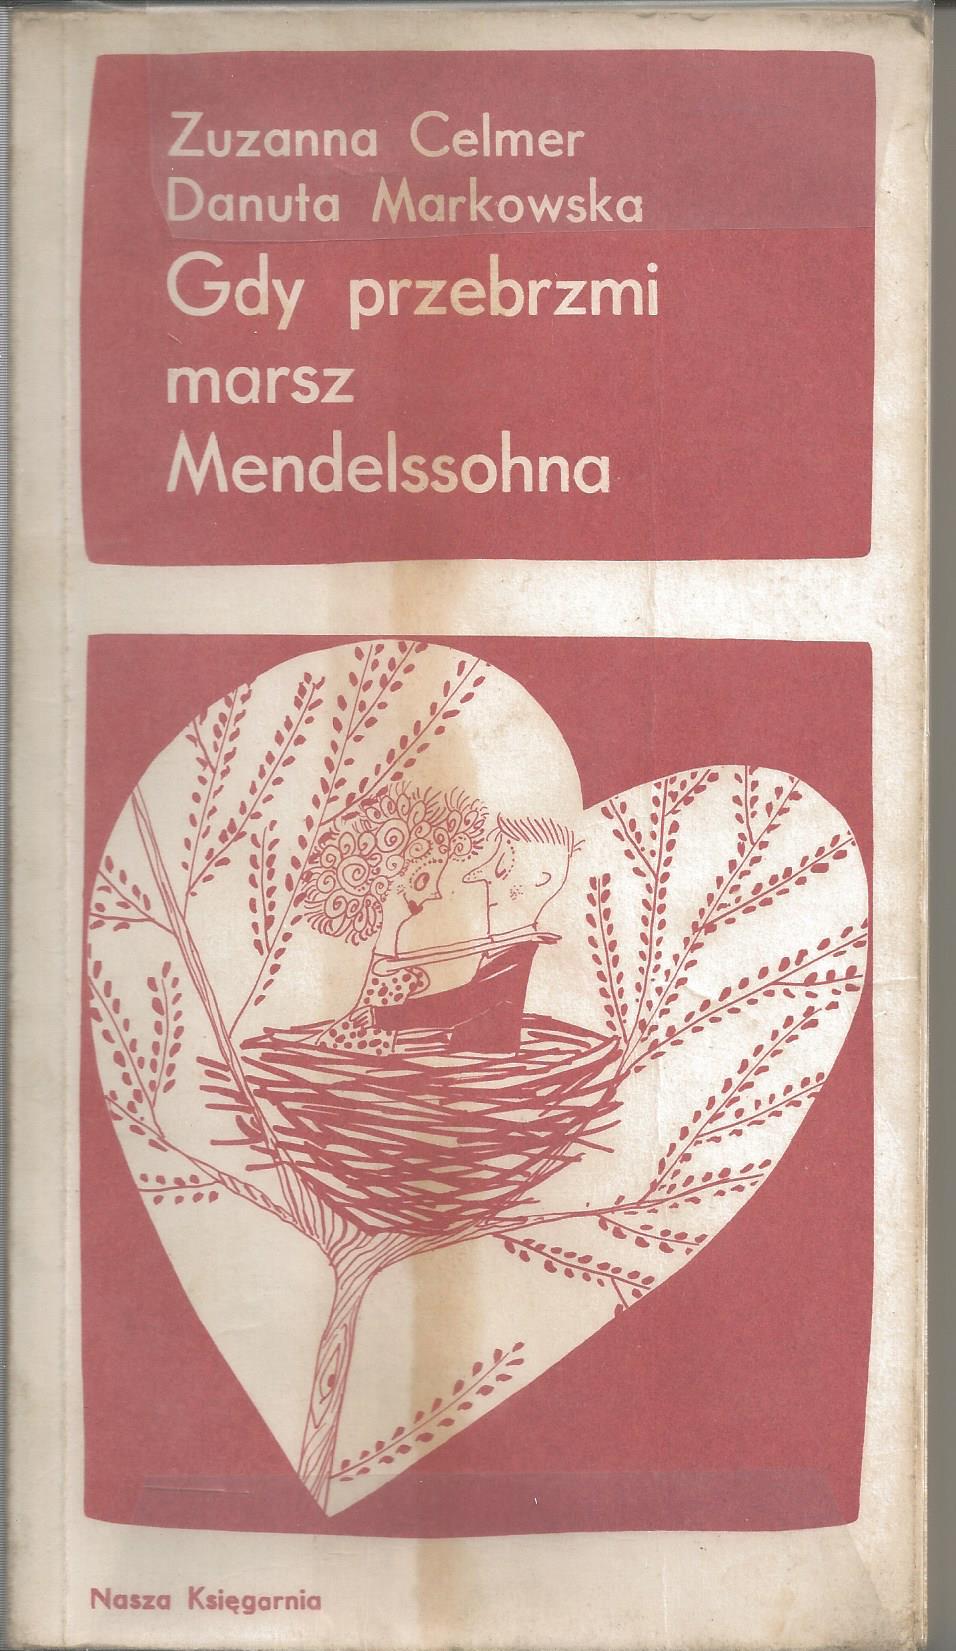 Zuzanna Celmer
Danuta Markowska
Gdy przebrzmi
marsz
Mendelssohna
Nasza Księgarnia